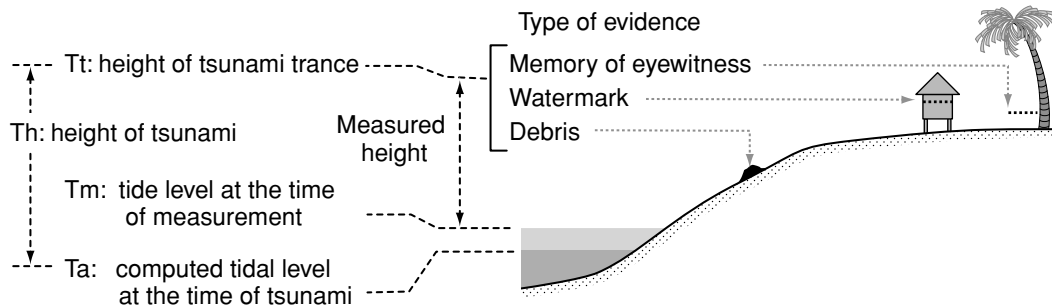 Type of evidence
Tt: height of tsunami trance
Memory of eyewitness
Watermark
Debris
Th: height of tsunami
Measured
height
Tm: tide level at the time
of measurement
Ta: computed tidal level
at the time of tsunami